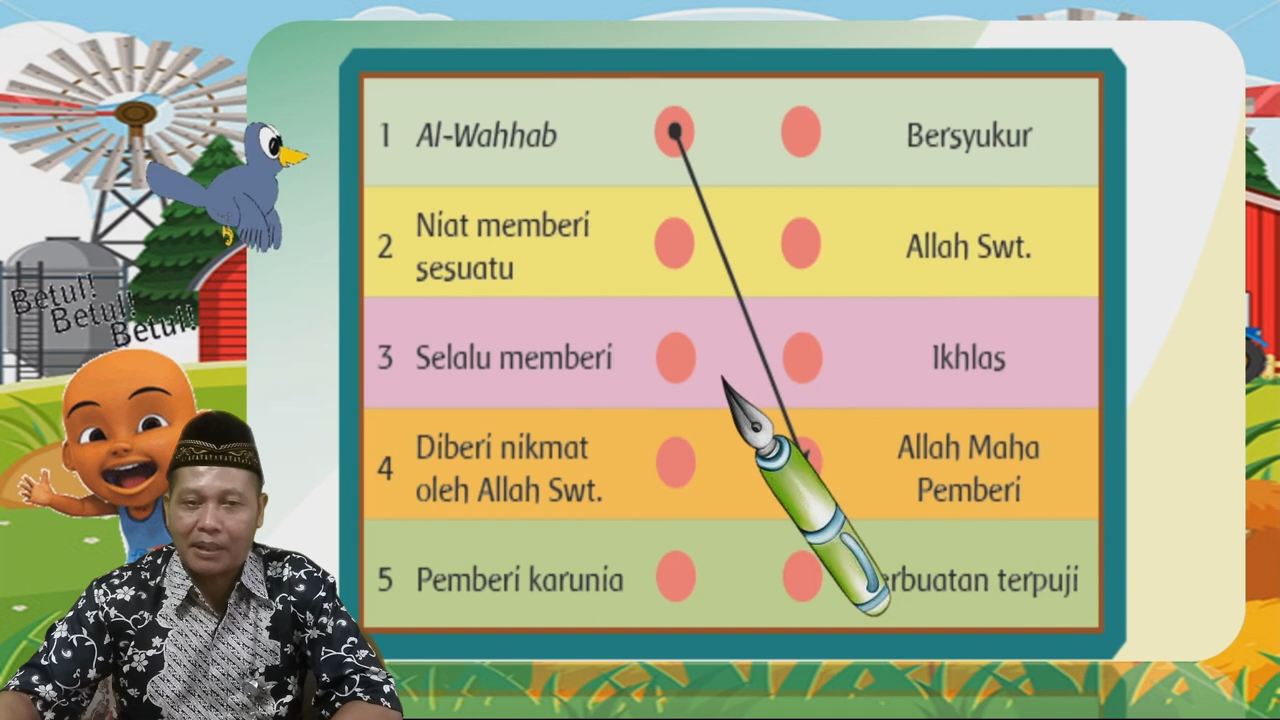 1 Al-Wahhab Bersyukur
2 Niat memberi
sesuatu Allah Swt.
3 Selalu memberi Ikhlas
4 Diberi nikmat
oleh Allah Swt. Allah Maha
Pemberi
5 Pemberi karunia terpuji
Betul!
Betul!
Betul!